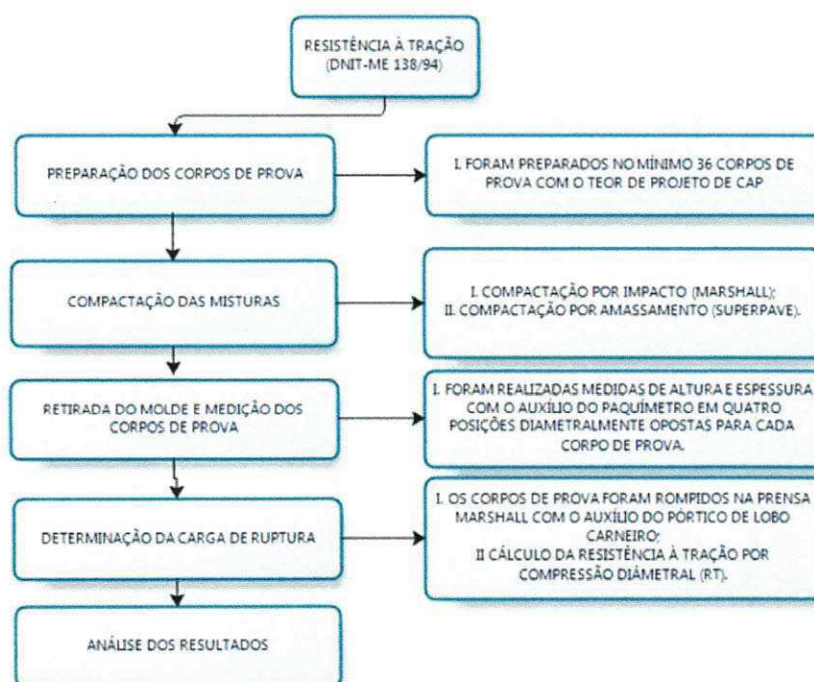 RESISTÊNCIA À TRAÇÃO
(DNIT-ME 138/94)
PREPARAÇÃO DOS CORPOS DE PROVA
I. FORAM PREPARADOS NO MÍNIMO 36 CORPOS DE
PROVA COM O TEOR DE PROJETO DE CAP
COMPACTAÇÃO DAS MISTURAS
I. COMPACTAÇÃO POR IMPACTO (MARSHALL);
II. COMPACTAÇÃO POR AMASSAMENTO (SUPERPAVE).
RETIRADA DO MOLDE E MEDIÇÃO DOS
CORPOS DE PROVA
I. FORAM REALIZADAS MEDIDAS DE ALTURA E ESPESSURA
COM O AUXÍLIO DO PAQUÍMETRO EM QUATRO
POSIÇÕES DIAMETRALMENTE OPOSTAS PARA CADA
CORPO DE PROVA.
DETERMINAÇÃO DA CARGA DE RUPTURA
I. OS CORPOS DE PROVA FORAM ROMPIDOS NA PRENSA
MARSHALL COM O AUXÍLIO DO PÓRTICO DE LOBO
CARNEIRO;
II CÁLCULO DA RESISTÊNCIA À TRAÇÃO POR
COMPRESSÃO DIÂMETRAL (RT).
ANÁLISE DOS RESULTADOS